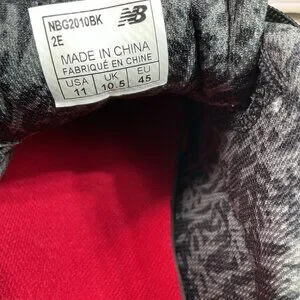 NBG2010BK
2E
MADE IN CHINA
FABRIQUÉ EN CHINE
USA UK EU
11 10.5 45